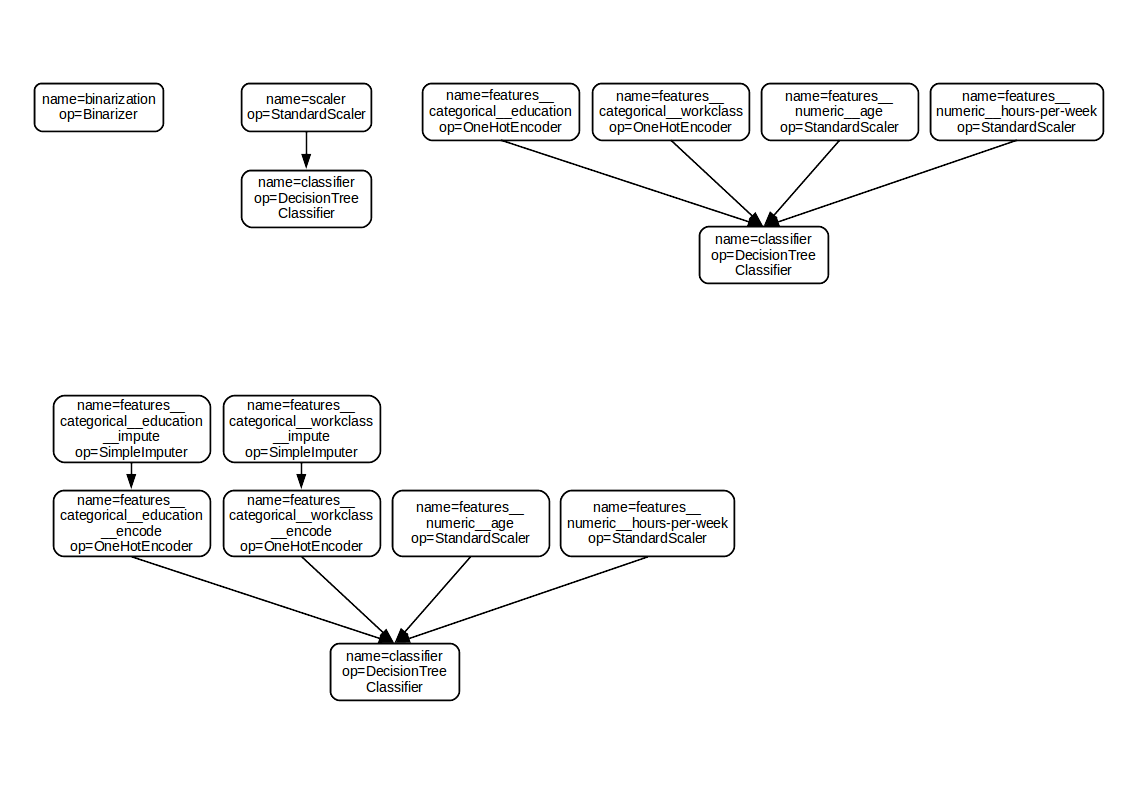 name=binarization
op=Binarizer
name=scaler
op=StandardScaler
name=classifier
op=DecisionTree
Classifier
name=features__
categorical__education
op=OneHotEncoder
name=features__
categorical__workclass
op=OneHotEncoder
name=features__
numeric__age
op=StandardScaler
name=features__
numeric__hours-per-week
op=StandardScaler
name=classifier
op=DecisionTree
Classifier
name=features__
categorical__education
__impute
op=SimpleImputer
name=features__
categorical__workclass
__impute
op=SimpleImputer
name=features__
categorical__education
__encode
op=OneHotEncoder
name=features__
categorical__workclass
__encode
op=OneHotEncoder
name=features__
numeric__age
op=StandardScaler
name=features__
numeric__hours-per-week
op=StandardScaler
name=classifier
op=DecisionTree
Classifier